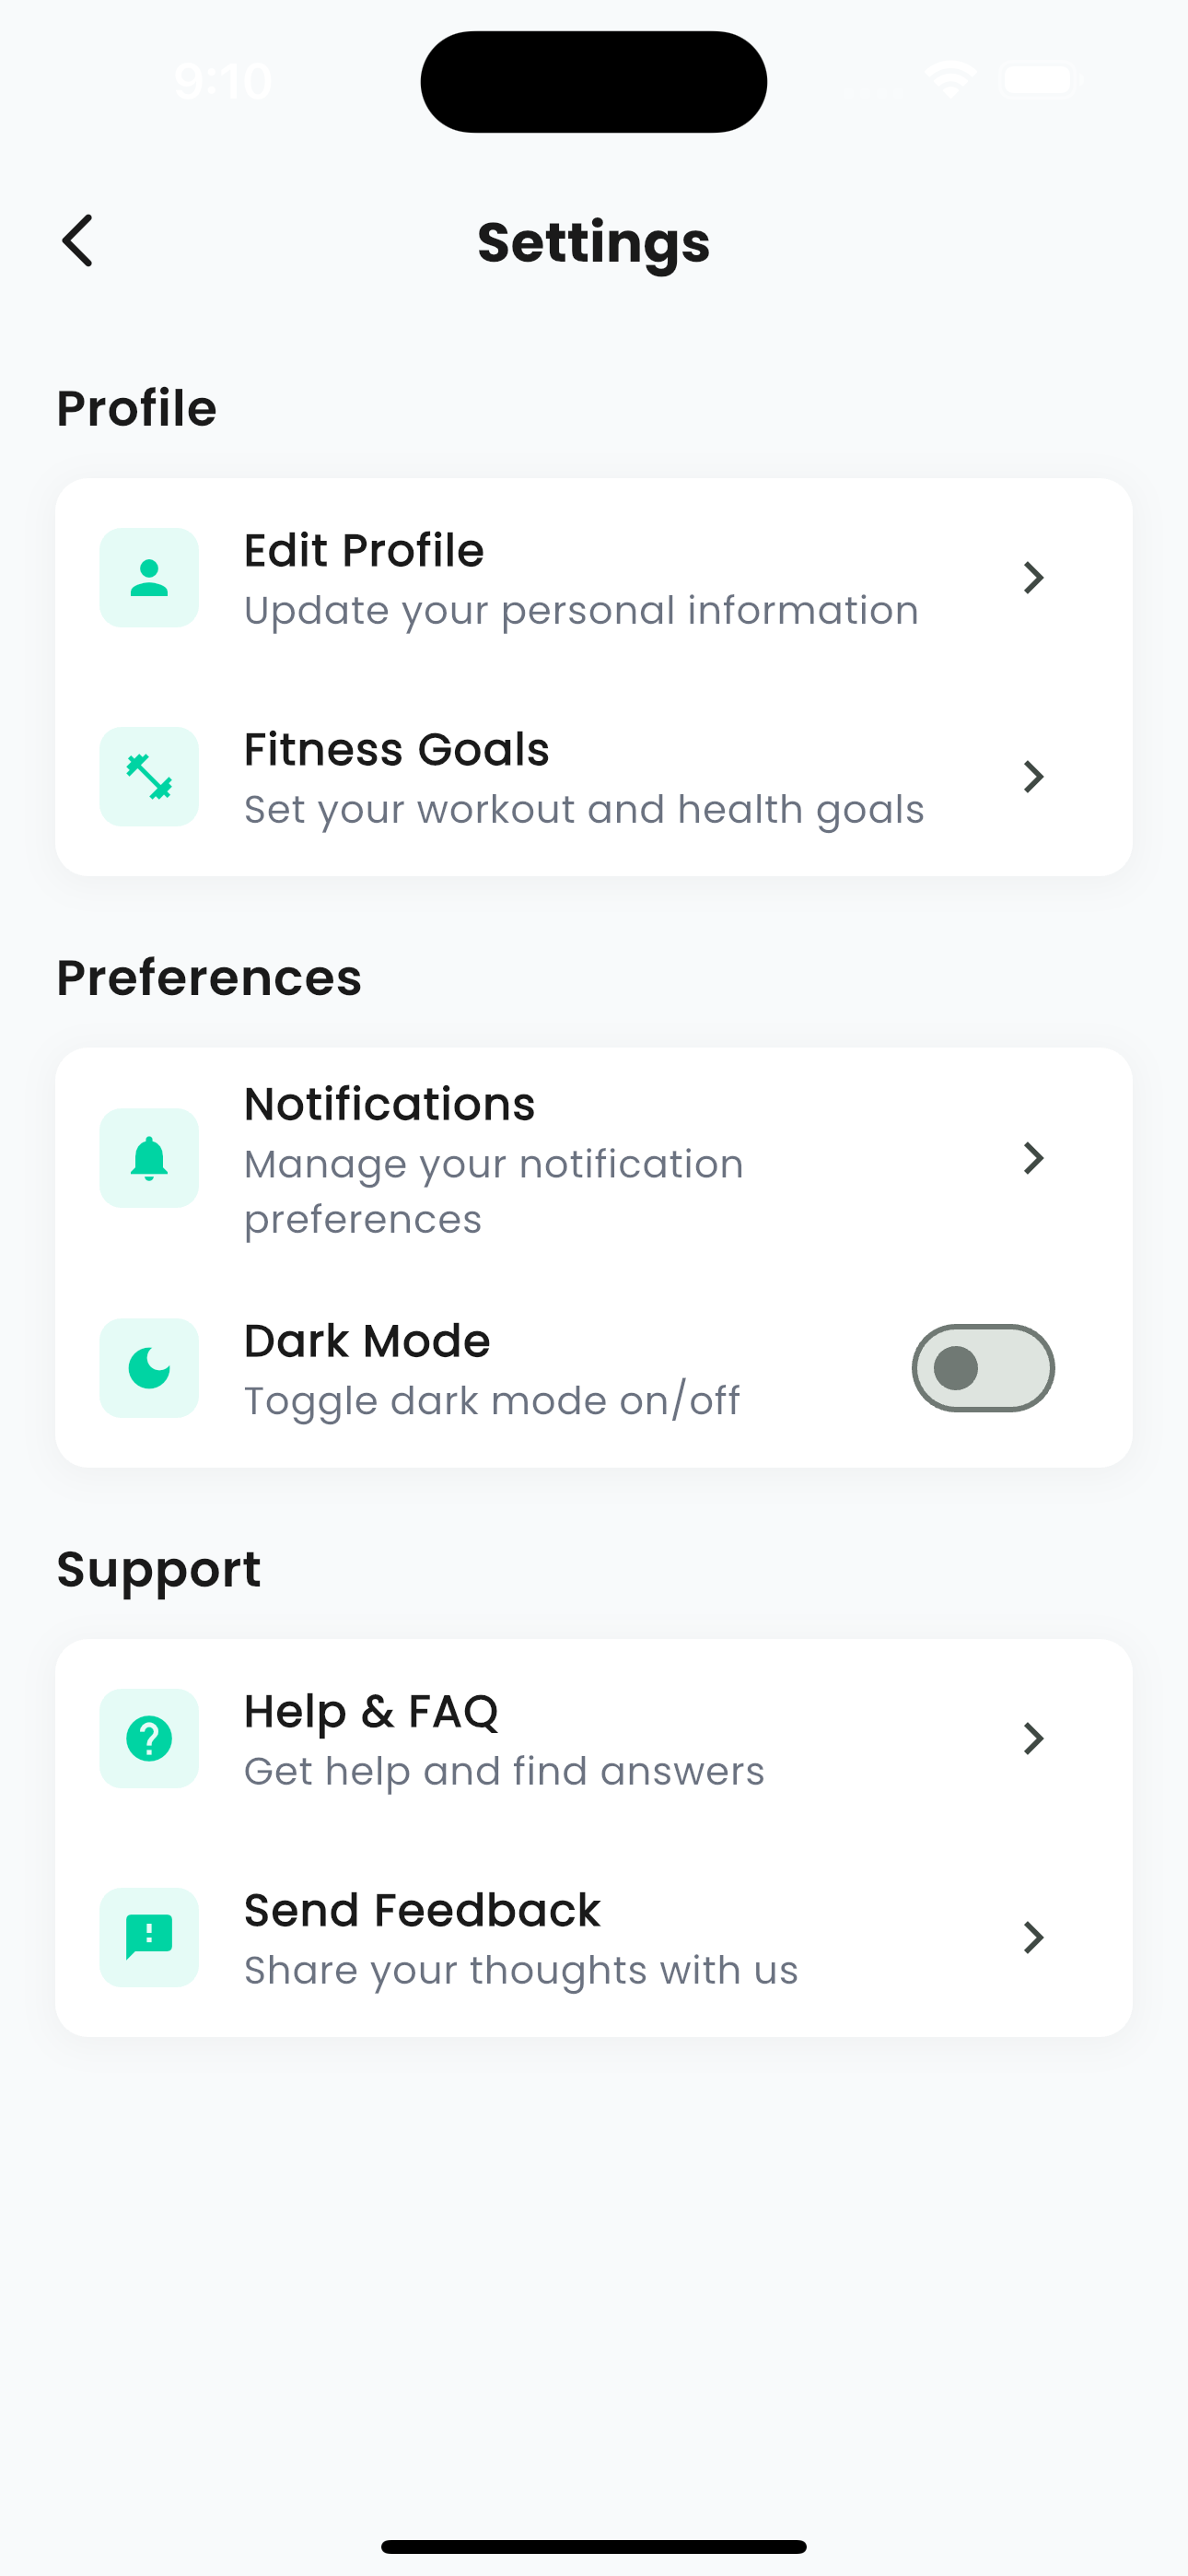 9:10
Settings
Profile
Edit Profile
Update your personal information
Fitness Goals
Set your workout and health goals
Preferences
Notifications
Manage your notification
preferences
Dark Mode
Toggle dark mode on/off
Support
Help & FAQ
Get help and find answers
Send Feedback
Share your thoughts with us